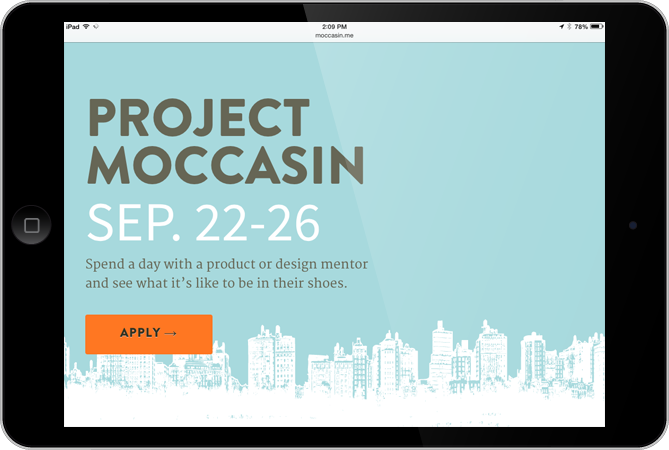 iPad 2:09 PM 78%
moccasin.me
PROJECT
MOCCASIN
SEP. 22-26
Spend a day with a product or design mentor
and see what it’s like to be in their shoes.
APPLY →